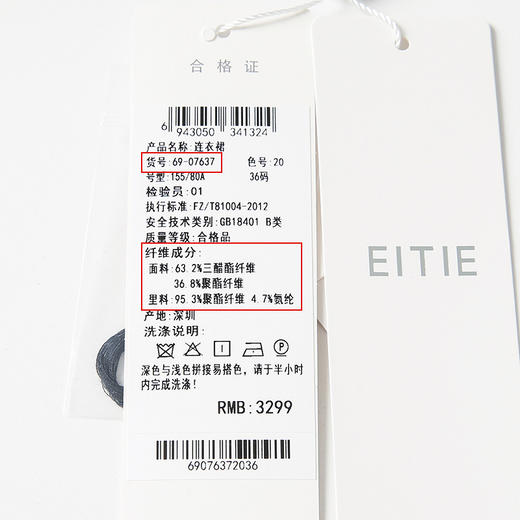 合格证
6 943050 341324
产品名称:连衣裙
货号:69-07637 色号:20
号型:155/80A 36码
检验员:01
执行标准:FZ/T81004-2012
安全技术类别:GB18401 B类
质量等级:合格品
纤维成分:
面料:63.2%三醋酯纤维
36.8%聚酯纤维
里料:95.3%聚酯纤维 4.7%氨纶
产地:深圳
洗涤说明:
深色与浅色拼接易搭色,请于半小时
内完成洗涤!
RMB:3299
69076372036
EITIE